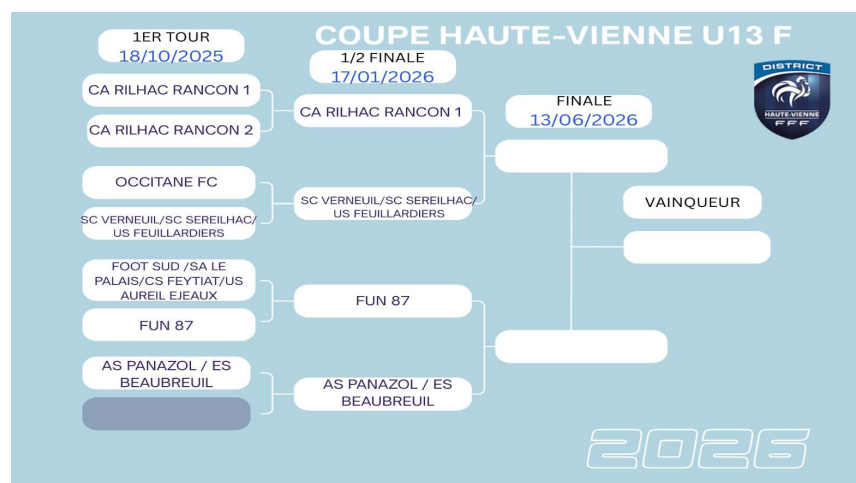 COUPE HAUTE-VIENNE U13 F
1ER TOUR
18/10/2025
1/2 FINALE
17/01/2026
FINALE
13/06/2026
DISTRICT
HAUTE-VIENNE
FFF
CA RILHAC RANCON 1
CA RILHAC RANCON 2
CA RILHAC RANCON 1
OCCITANE FC
SC VERNEUIL/SC SEREILHAC/
US FEUILLARDIERS
SC VERNEUIL/SC SEREILHAC/
US FEUILLARDIERS
VAINQUEUR
FOOT SUD /SA LE
PALAIS/CS FEYTIAT/US
AUREIL EJEAUX
FUN 87
FUN 87
AS PANAZOL / ES
BEAUBREUIL
AS PANAZOL / ES
BEAUBREUIL
2026